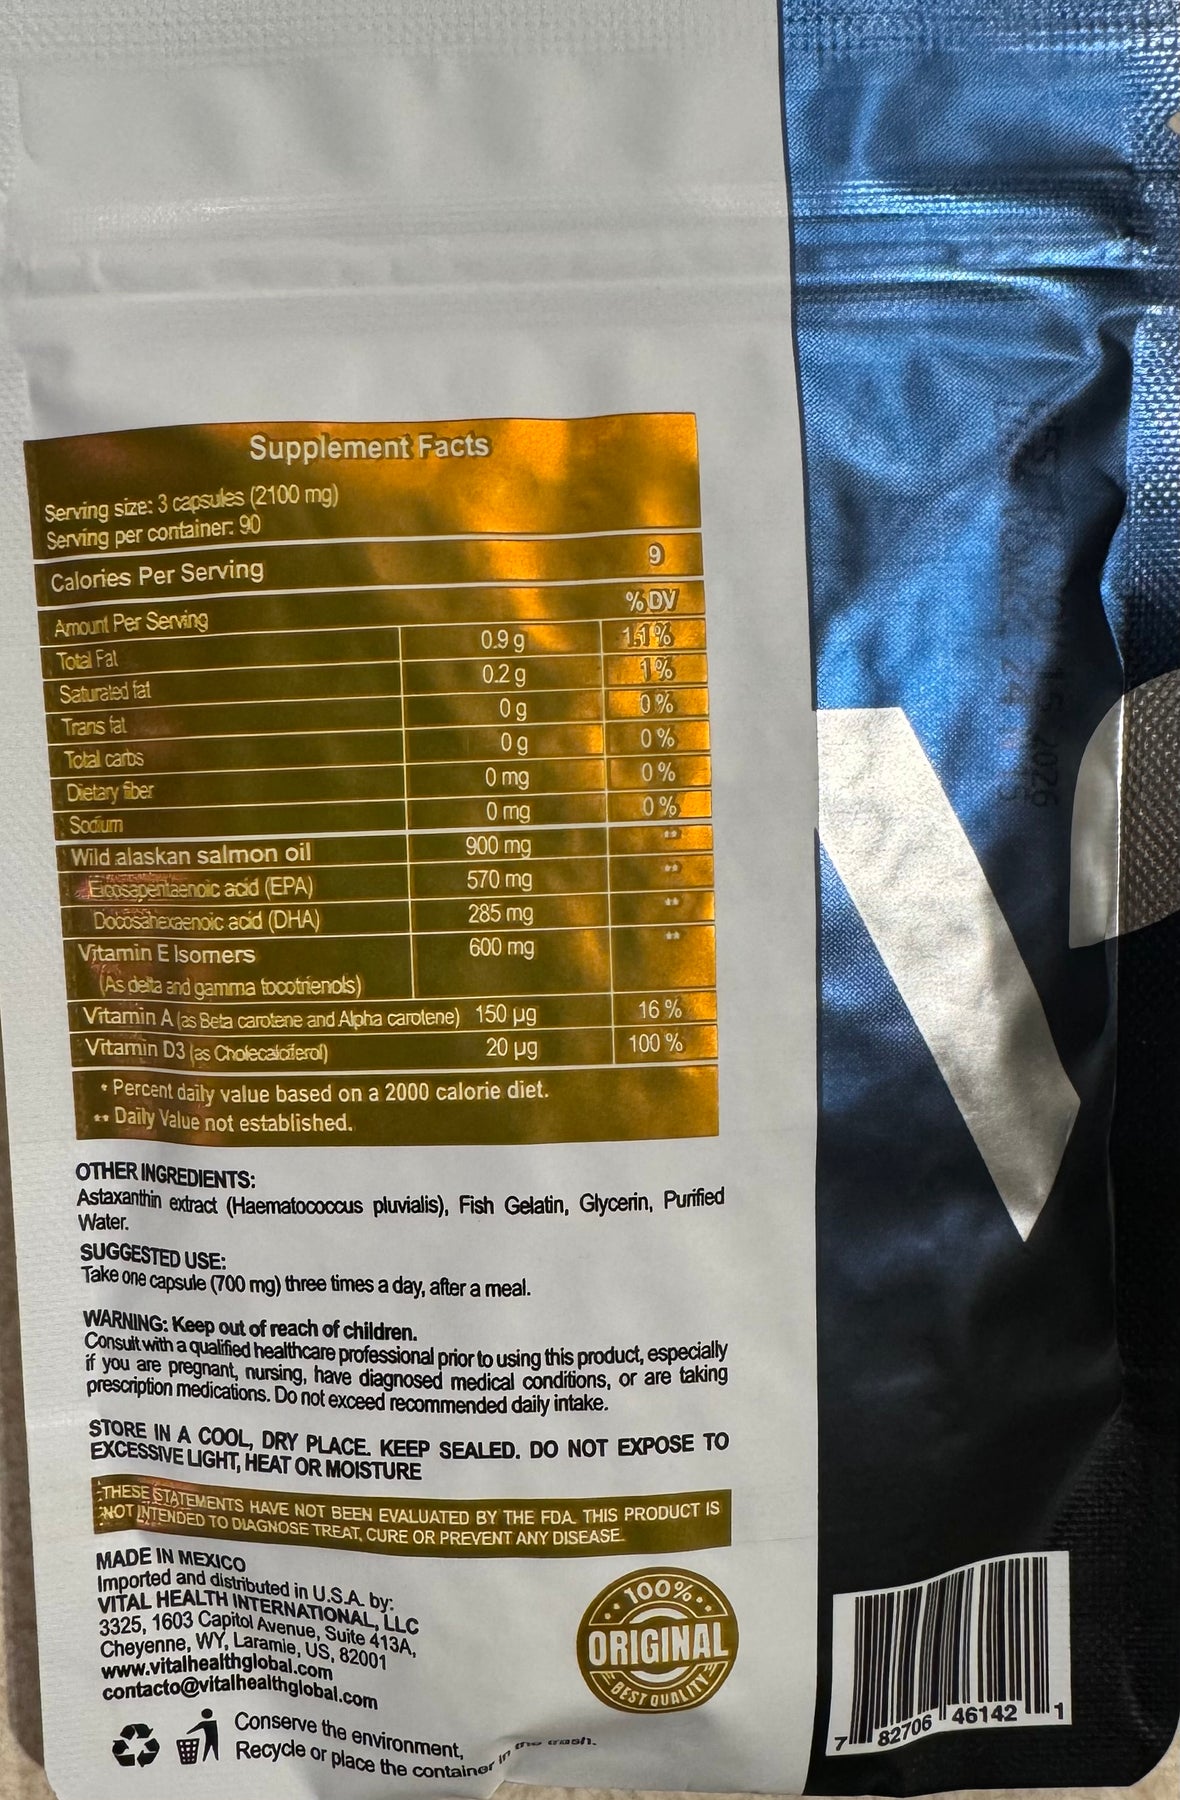 Supplement Facts
Serving size: 3 capsules (2100 mg)
Serving per container: 90
Calories Per Serving 9
Amount Per Serving % DV
Total Fat 0.9 g 1.1%
Saturated fat 0.2 g 1%
Trans fat 0 g 0 %
Total carbs 0 g 0 %
Dietary fiber 0 mg 0 %
Sodium 0 mg 0 %
Wild alaskan salmon oil 900 mg **
Eicosapentaenoic acid (EPA) 570 mg **
Docosahexaenoic acid (DHA) 285 mg **
Vitamin E Isomers 600 mg **
(As delta and gamma tocotrienols)
Vitamin A (as Beta carotene and Alpha carotene) 150 µg 16 %
Vitamin D3 (as Cholecalciferol) 20 µg 100 %
* Percent daily value based on a 2000 calorie diet.
** Daily Value not established.
OTHER INGREDIENTS:
Astaxanthin extract (Haematococcus pluvialis), Fish Gelatin, Glycerin, Purified
Water.
SUGGESTED USE:
Take one capsule (700 mg) three times a day, after a meal.
WARNING: Keep out of reach of children.
Consult with a qualified healthcare professional prior to using this product, especially
if you are pregnant, nursing, have diagnosed medical conditions, or are taking
prescription medications. Do not exceed recommended daily intake.
STORE IN A COOL, DRY PLACE. KEEP SEALED. DO NOT EXPOSE TO
EXCESSIVE LIGHT, HEAT OR MOISTURE
THESE STATEMENTS HAVE NOT BEEN EVALUATED BY THE FDA. THIS PRODUCT IS
NOT INTENDED TO DIAGNOSE TREAT, CURE OR PREVENT ANY DISEASE.
MADE IN MEXICO
Imported and distributed in U.S.A. by:
VITAL HEALTH INTERNATIONAL, LLC
3325, 1603 Capitol Avenue, Suite 413A,
Cheyenne, WY, Laramie, US, 82001
www.vitalhealthglobal.com
contacto@vitalhealthglobal.com
Conserve the environment,
Recycle or place the container in the trash.
100%
ORIGINAL
BEST QUALITY
7 82706 46142 1
2026